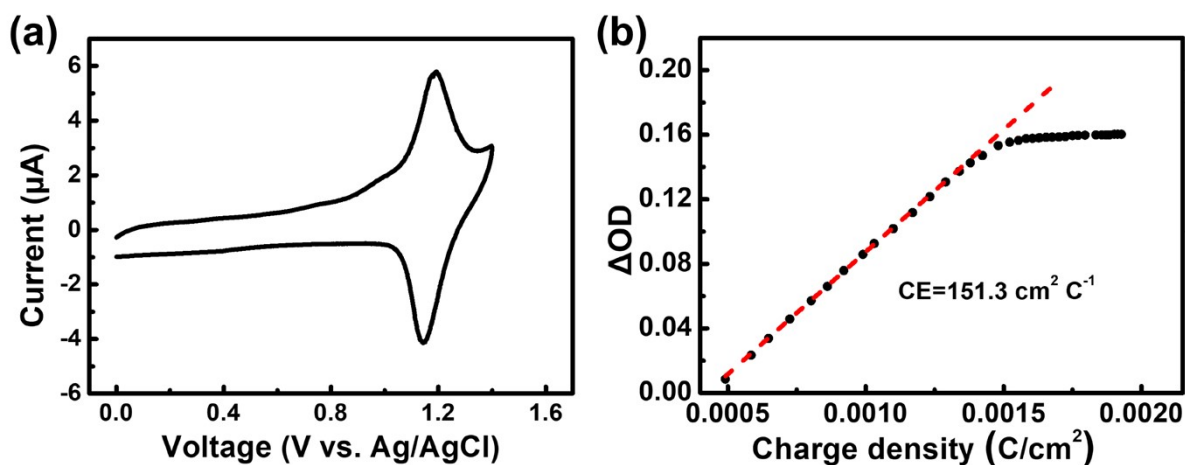 (a)
6
4
2
0
-2
-4
-6
Current (μA)
0.0 0.4 0.8 1.2 1.6
Voltage (V vs. Ag/AgCl)
(b)
0.20
0.16
0.12
0.08
0.04
0.00
ΔOD
CE=151.3 cm² C⁻¹
0.0005 0.0010 0.0015 0.0020
Charge density (C/cm²)